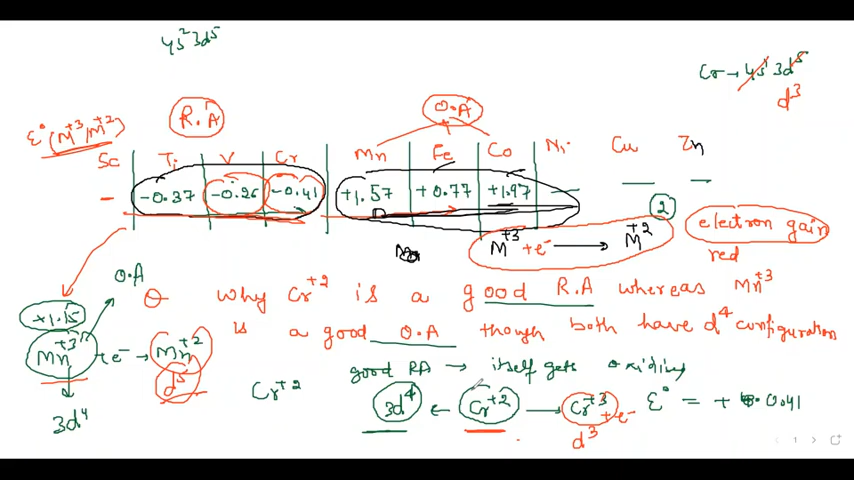 4s² 3d⁵
Cr → 4s¹ 3d⁵
d³
R.A
O.A
ε° (M⁺³/M⁺²)
Sc Ti V Cr Mn Fe Co Ni Cu Zn
– -0.37 -0.26 -0.41 +1.57 +0.77 +1.97 – – –
2
M⁺³ + e⁻ → M⁺²
electron gain
red
O.A
Q why Cr⁺² is a good R.A whereas Mn⁺³
is a good O.A though both have d⁴ configuration
+1.15
Mn⁺³ + e⁻ → Mn⁺²
d⁵
3d⁴
good RA → itself gets oxiding
Cr⁺²
3d⁴ ← Cr⁺² → Cr⁺³ + e⁻ ε° = + 0.41
d³
1